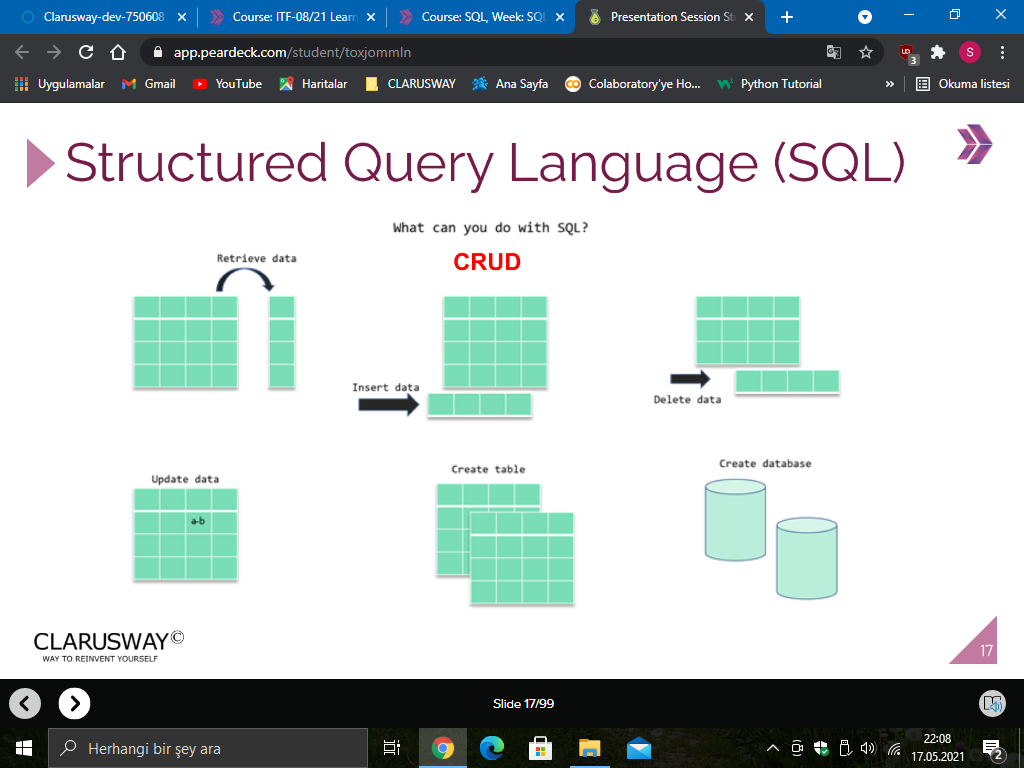 Clarusway-dev-750608
Course: ITF-08/21 Learn
Course: SQL, Week: SQL
Presentation Session St
app.peardeck.com/student/toxjommln
UD
3
S
Uygulamalar
Gmail
YouTube
Haritalar
CLARUSWAY
Ana Sayfa
Colaboratory'ye Ho...
Python Tutorial
»
Okuma listesi
Structured Query Language (SQL)
What can you do with SQL?
CRUD
Retrieve data
Insert data
Delete data
Update data
a-b
Create table
Create database
CLARUSWAY©
WAY TO REINVENT YOURSELF
17
Slide 17/99
Herhangi bir şey ara
22:08
17.05.2021
2